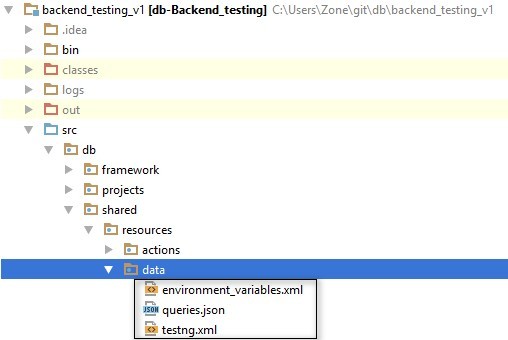 backend_testing_v1 [db-Backend_testing] C:\Users\Zone\git\db\backend_testing_v1
.idea
bin
classes
logs
out
src
db
framework
projects
shared
resources
actions
data
environment_variables.xml
JSON queries.json
testng.xml